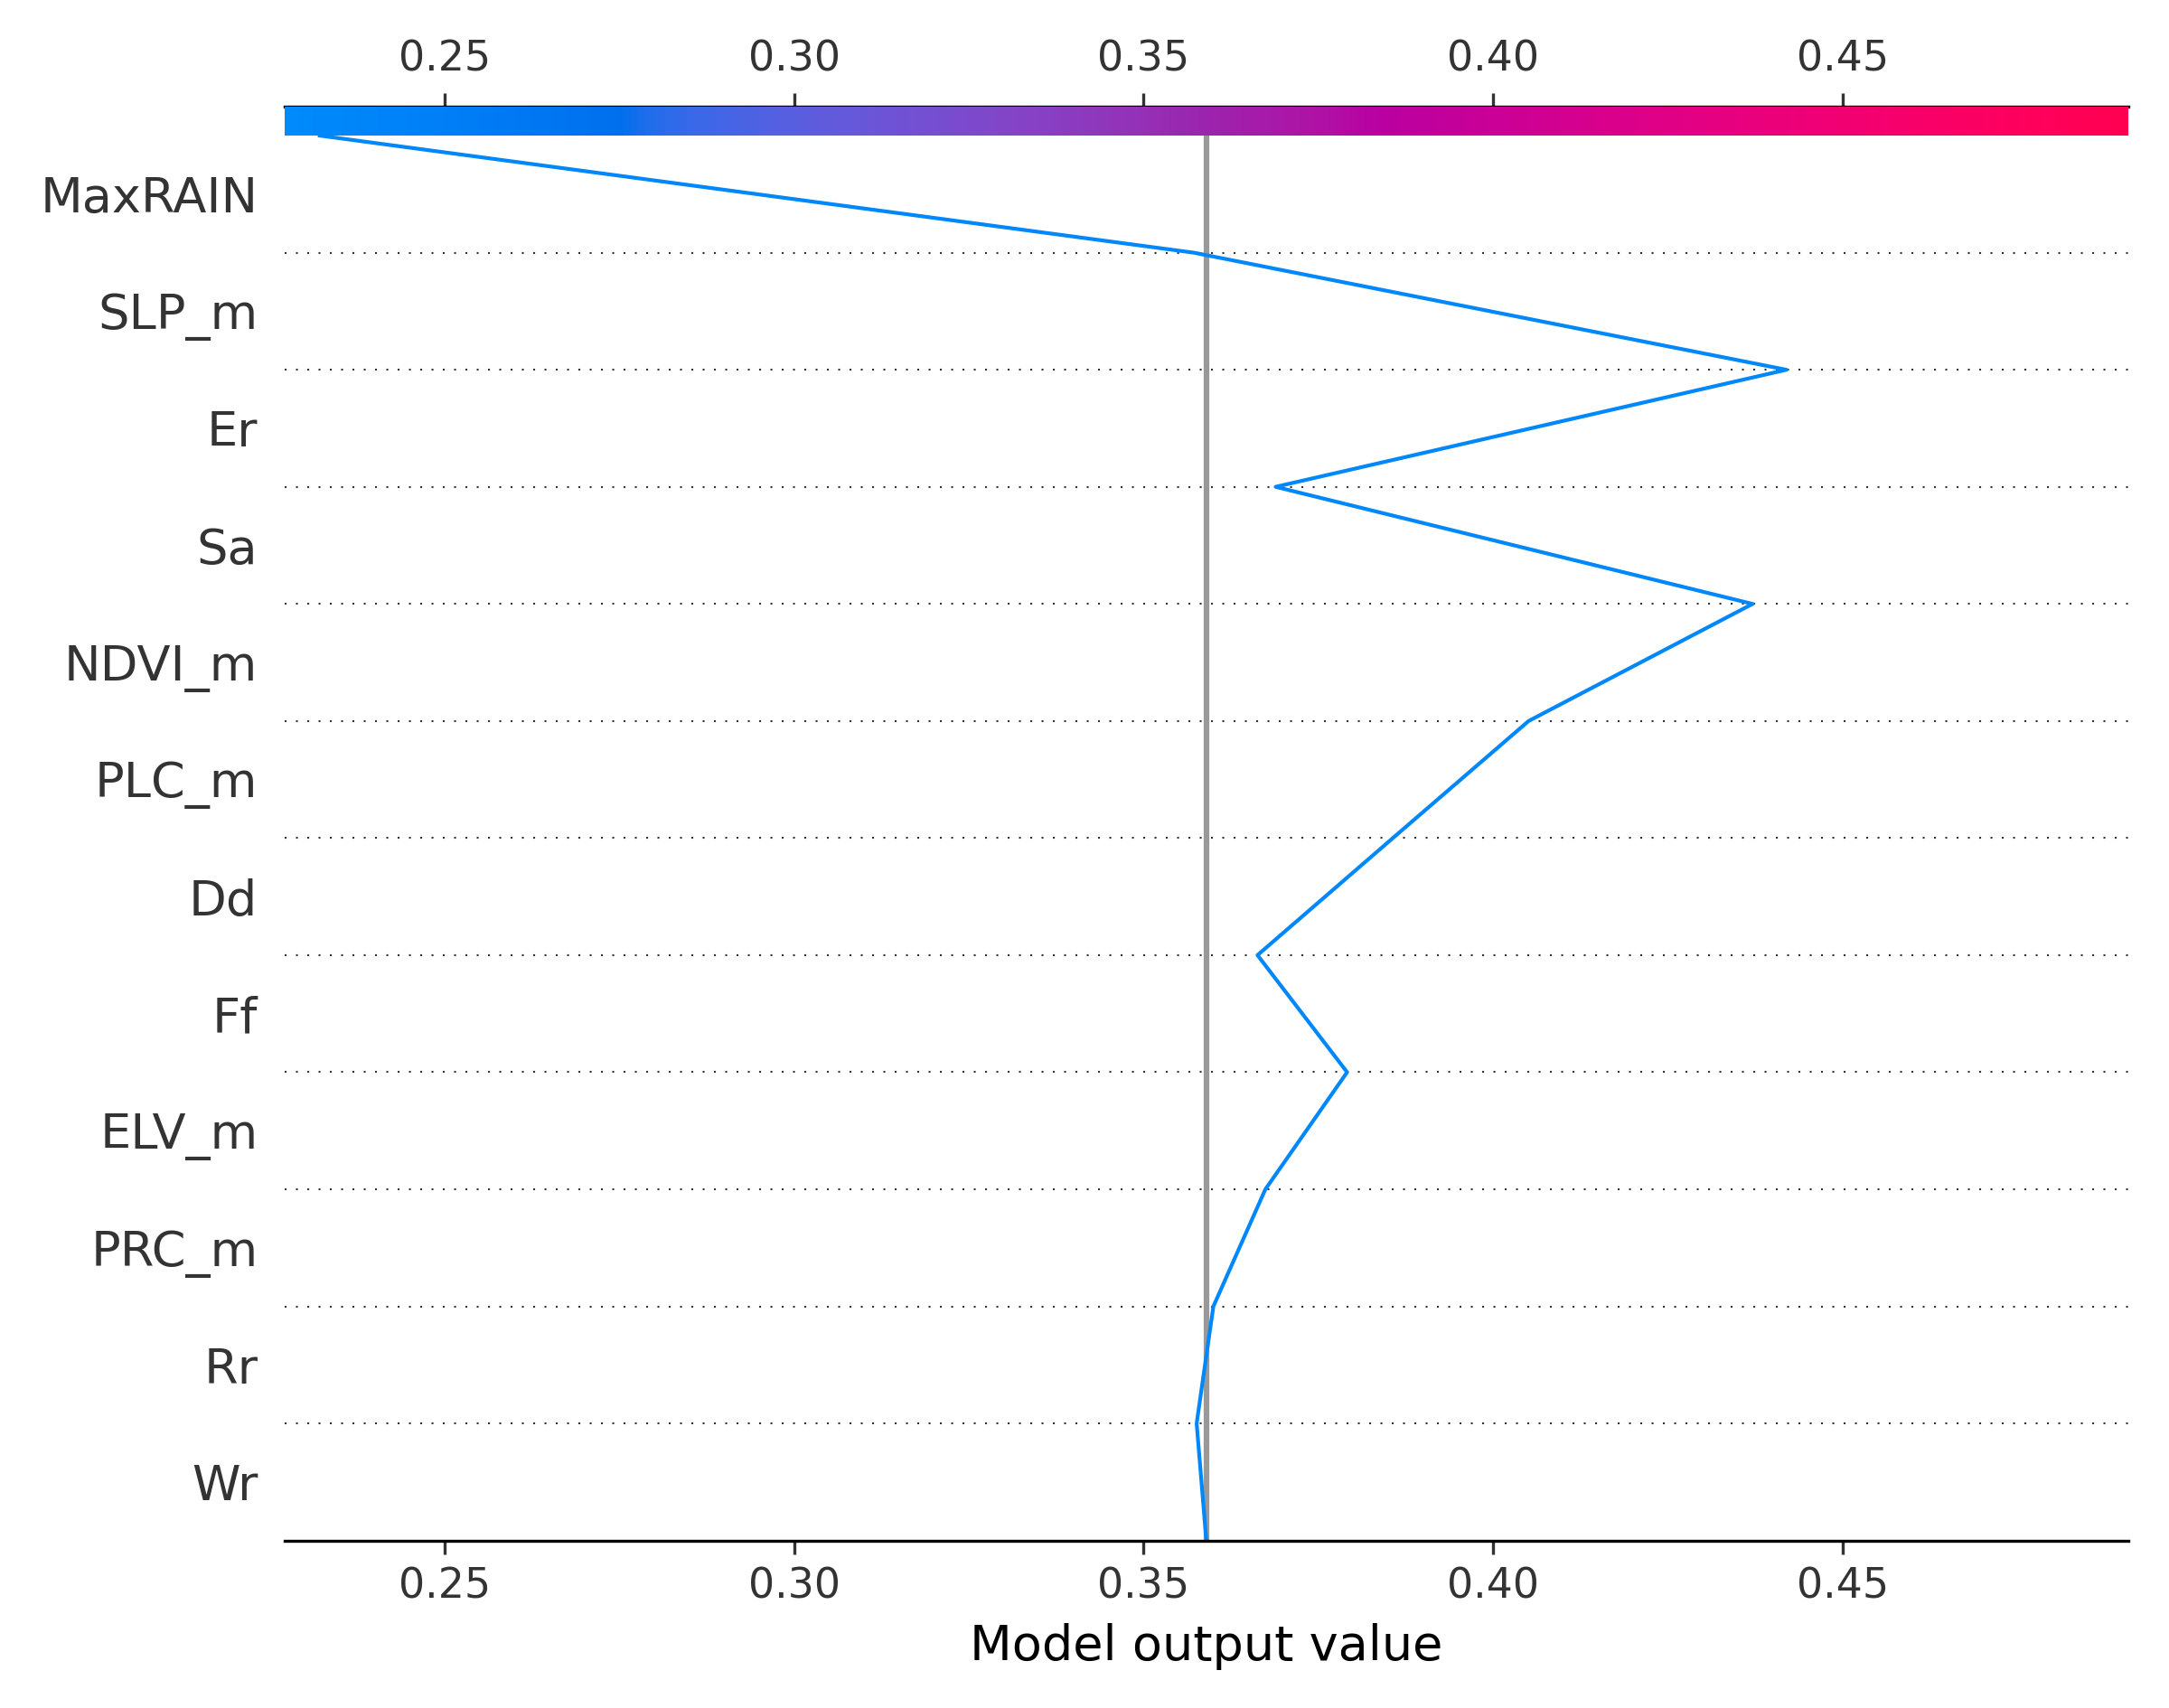 0.25 0.30 0.35 0.40 0.45
MaxRAIN
SLP_m
Er
Sa
NDVI_m
PLC_m
Dd
Ff
ELV_m
PRC_m
Rr
Wr
0.25 0.30 0.35 0.40 0.45
Model output value